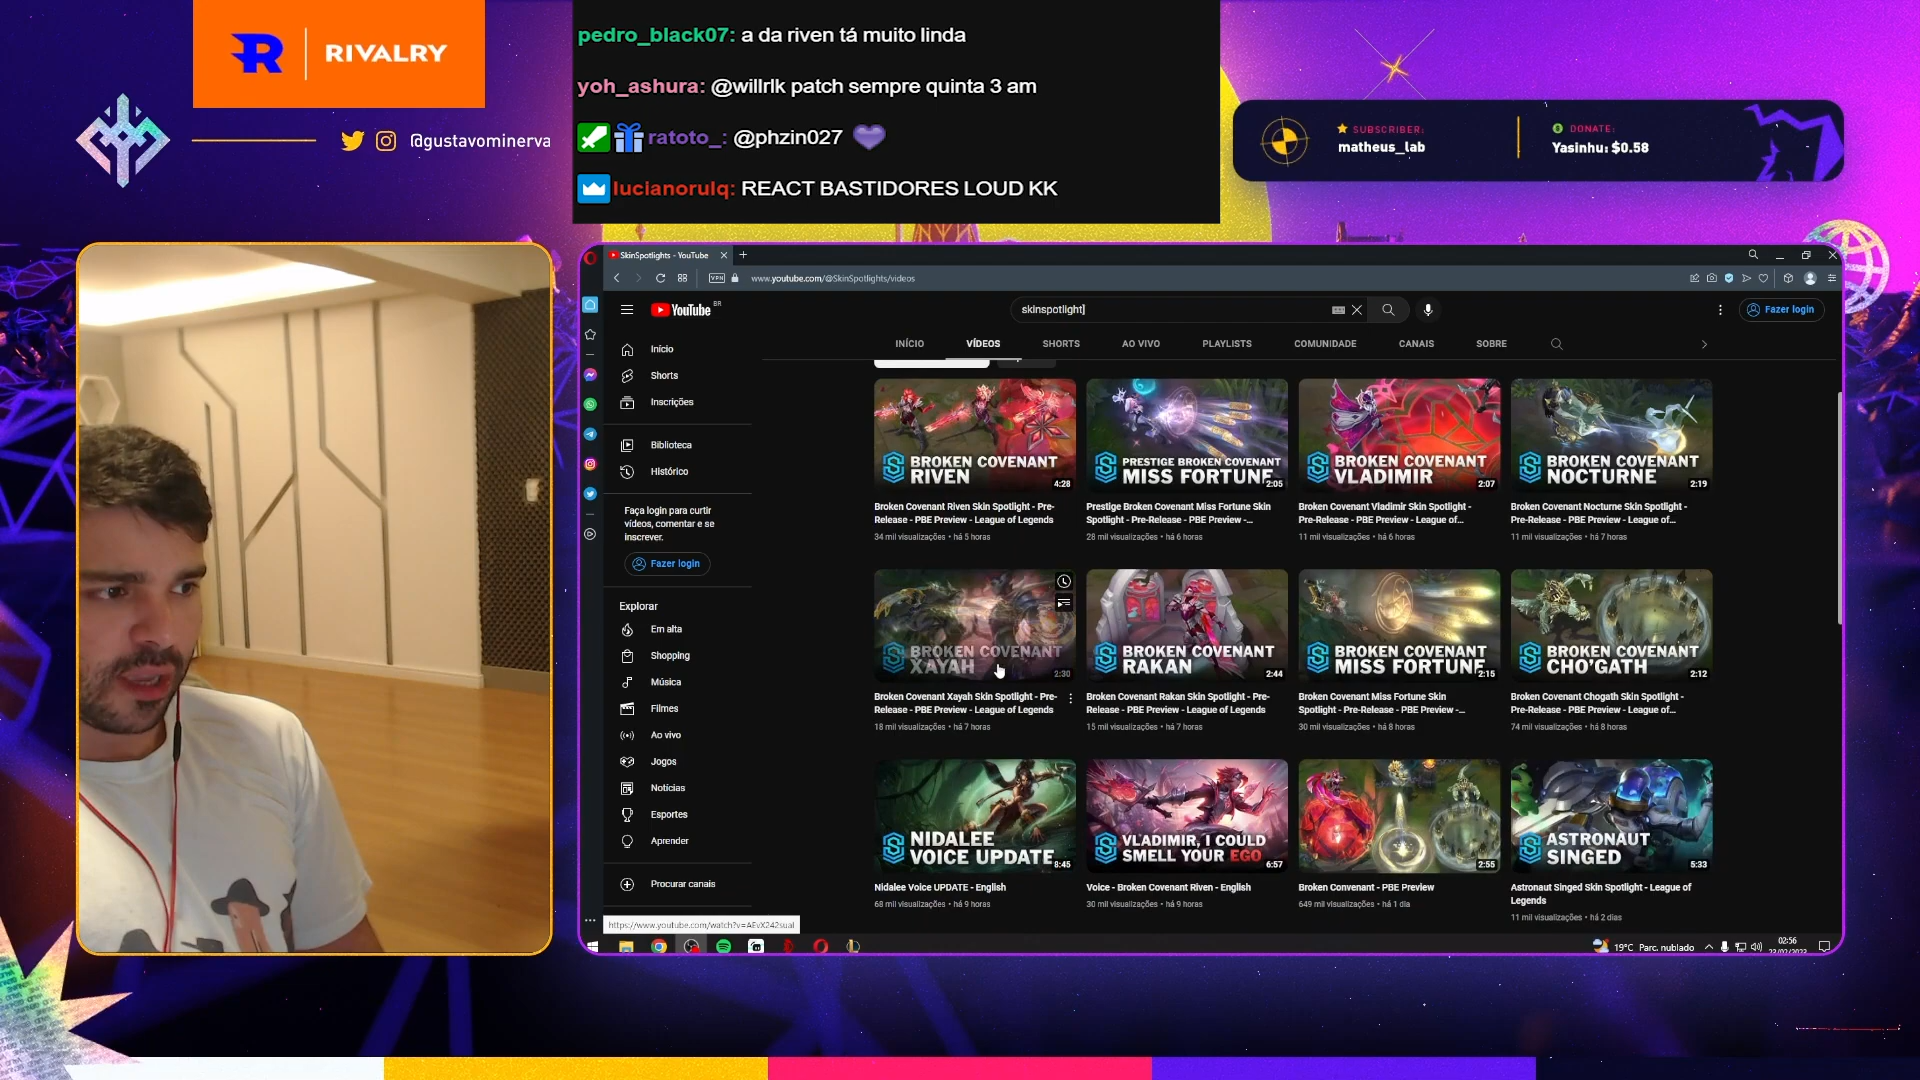 RIVALRY
@gustavominerva
pedro_black07: a da riven tá muito linda
yoh_ashura: @willrlk patch sempre quinta 3 am
ratoto_: @phzin027
lucianorulq: REACT BASTIDORES LOUD KK
SUBSCRIBER:
matheus_lab
DONATE:
Yasinhu: $0.58
SkinSpotlights - YouTube
VPN
www.youtube.com/@SkinSpotlights/videos
YouTube BR
skinspotlight]
Fazer login
INÍCIO
VÍDEOS
SHORTS
AO VIVO
PLAYLISTS
COMUNIDADE
CANAIS
SOBRE
Início
Shorts
Inscrições
Biblioteca
Histórico
Faça login para curtir
vídeos, comentar e se
inscrever.
Fazer login
Explorar
Em alta
Shopping
Música
Filmes
Ao vivo
Jogos
Notícias
Esportes
Aprender
Procurar canais
BROKEN COVENANT
RIVEN
4:28
Broken Covenant Riven Skin Spotlight - Pre-
Release - PBE Preview - League of Legends
34 mil visualizações • há 5 horas
PRESTIGE BROKEN COVENANT
MISS FORTUNE
2:05
Prestige Broken Covenant Miss Fortune Skin
Spotlight - Pre-Release - PBE Preview -...
28 mil visualizações • há 6 horas
BROKEN COVENANT
VLADIMIR
2:07
Broken Covenant Vladimir Skin Spotlight -
Pre-Release - PBE Preview - League of...
11 mil visualizações • há 6 horas
BROKEN COVENANT
NOCTURNE
2:19
Broken Covenant Nocturne Skin Spotlight -
Pre-Release - PBE Preview - League of...
11 mil visualizações • há 7 horas
BROKEN COVENANT
XAYAH
2:30
Broken Covenant Xayah Skin Spotlight - Pre-
Release - PBE Preview - League of Legends
18 mil visualizações • há 7 horas
BROKEN COVENANT
RAKAN
2:44
Broken Covenant Rakan Skin Spotlight - Pre-
Release - PBE Preview - League of Legends
15 mil visualizações • há 7 horas
BROKEN COVENANT
MISS FORTUNE
2:15
Broken Covenant Miss Fortune Skin
Spotlight - Pre-Release - PBE Preview -...
30 mil visualizações • há 8 horas
BROKEN COVENANT
CHO'GATH
2:12
Broken Covenant Chogath Skin Spotlight -
Pre-Release - PBE Preview - League of...
74 mil visualizações • há 8 horas
NIDALEE
VOICE UPDATE
8:45
Nidalee Voice UPDATE - English
68 mil visualizações • há 9 horas
VLADIMIR, I COULD
SMELL YOUR EGO
6:57
Voice - Broken Covenant Riven - English
30 mil visualizações • há 9 horas
2:55
Broken Convenant - PBE Preview
649 mil visualizações • há 1 dia
ASTRONAUT
SINGED
5:33
Astronaut Singed Skin Spotlight - League of
Legends
11 mil visualizações • há 2 dias
https://www.youtube.com/watch?v=AEvX242sual
19°C Parc. nublado
02:56